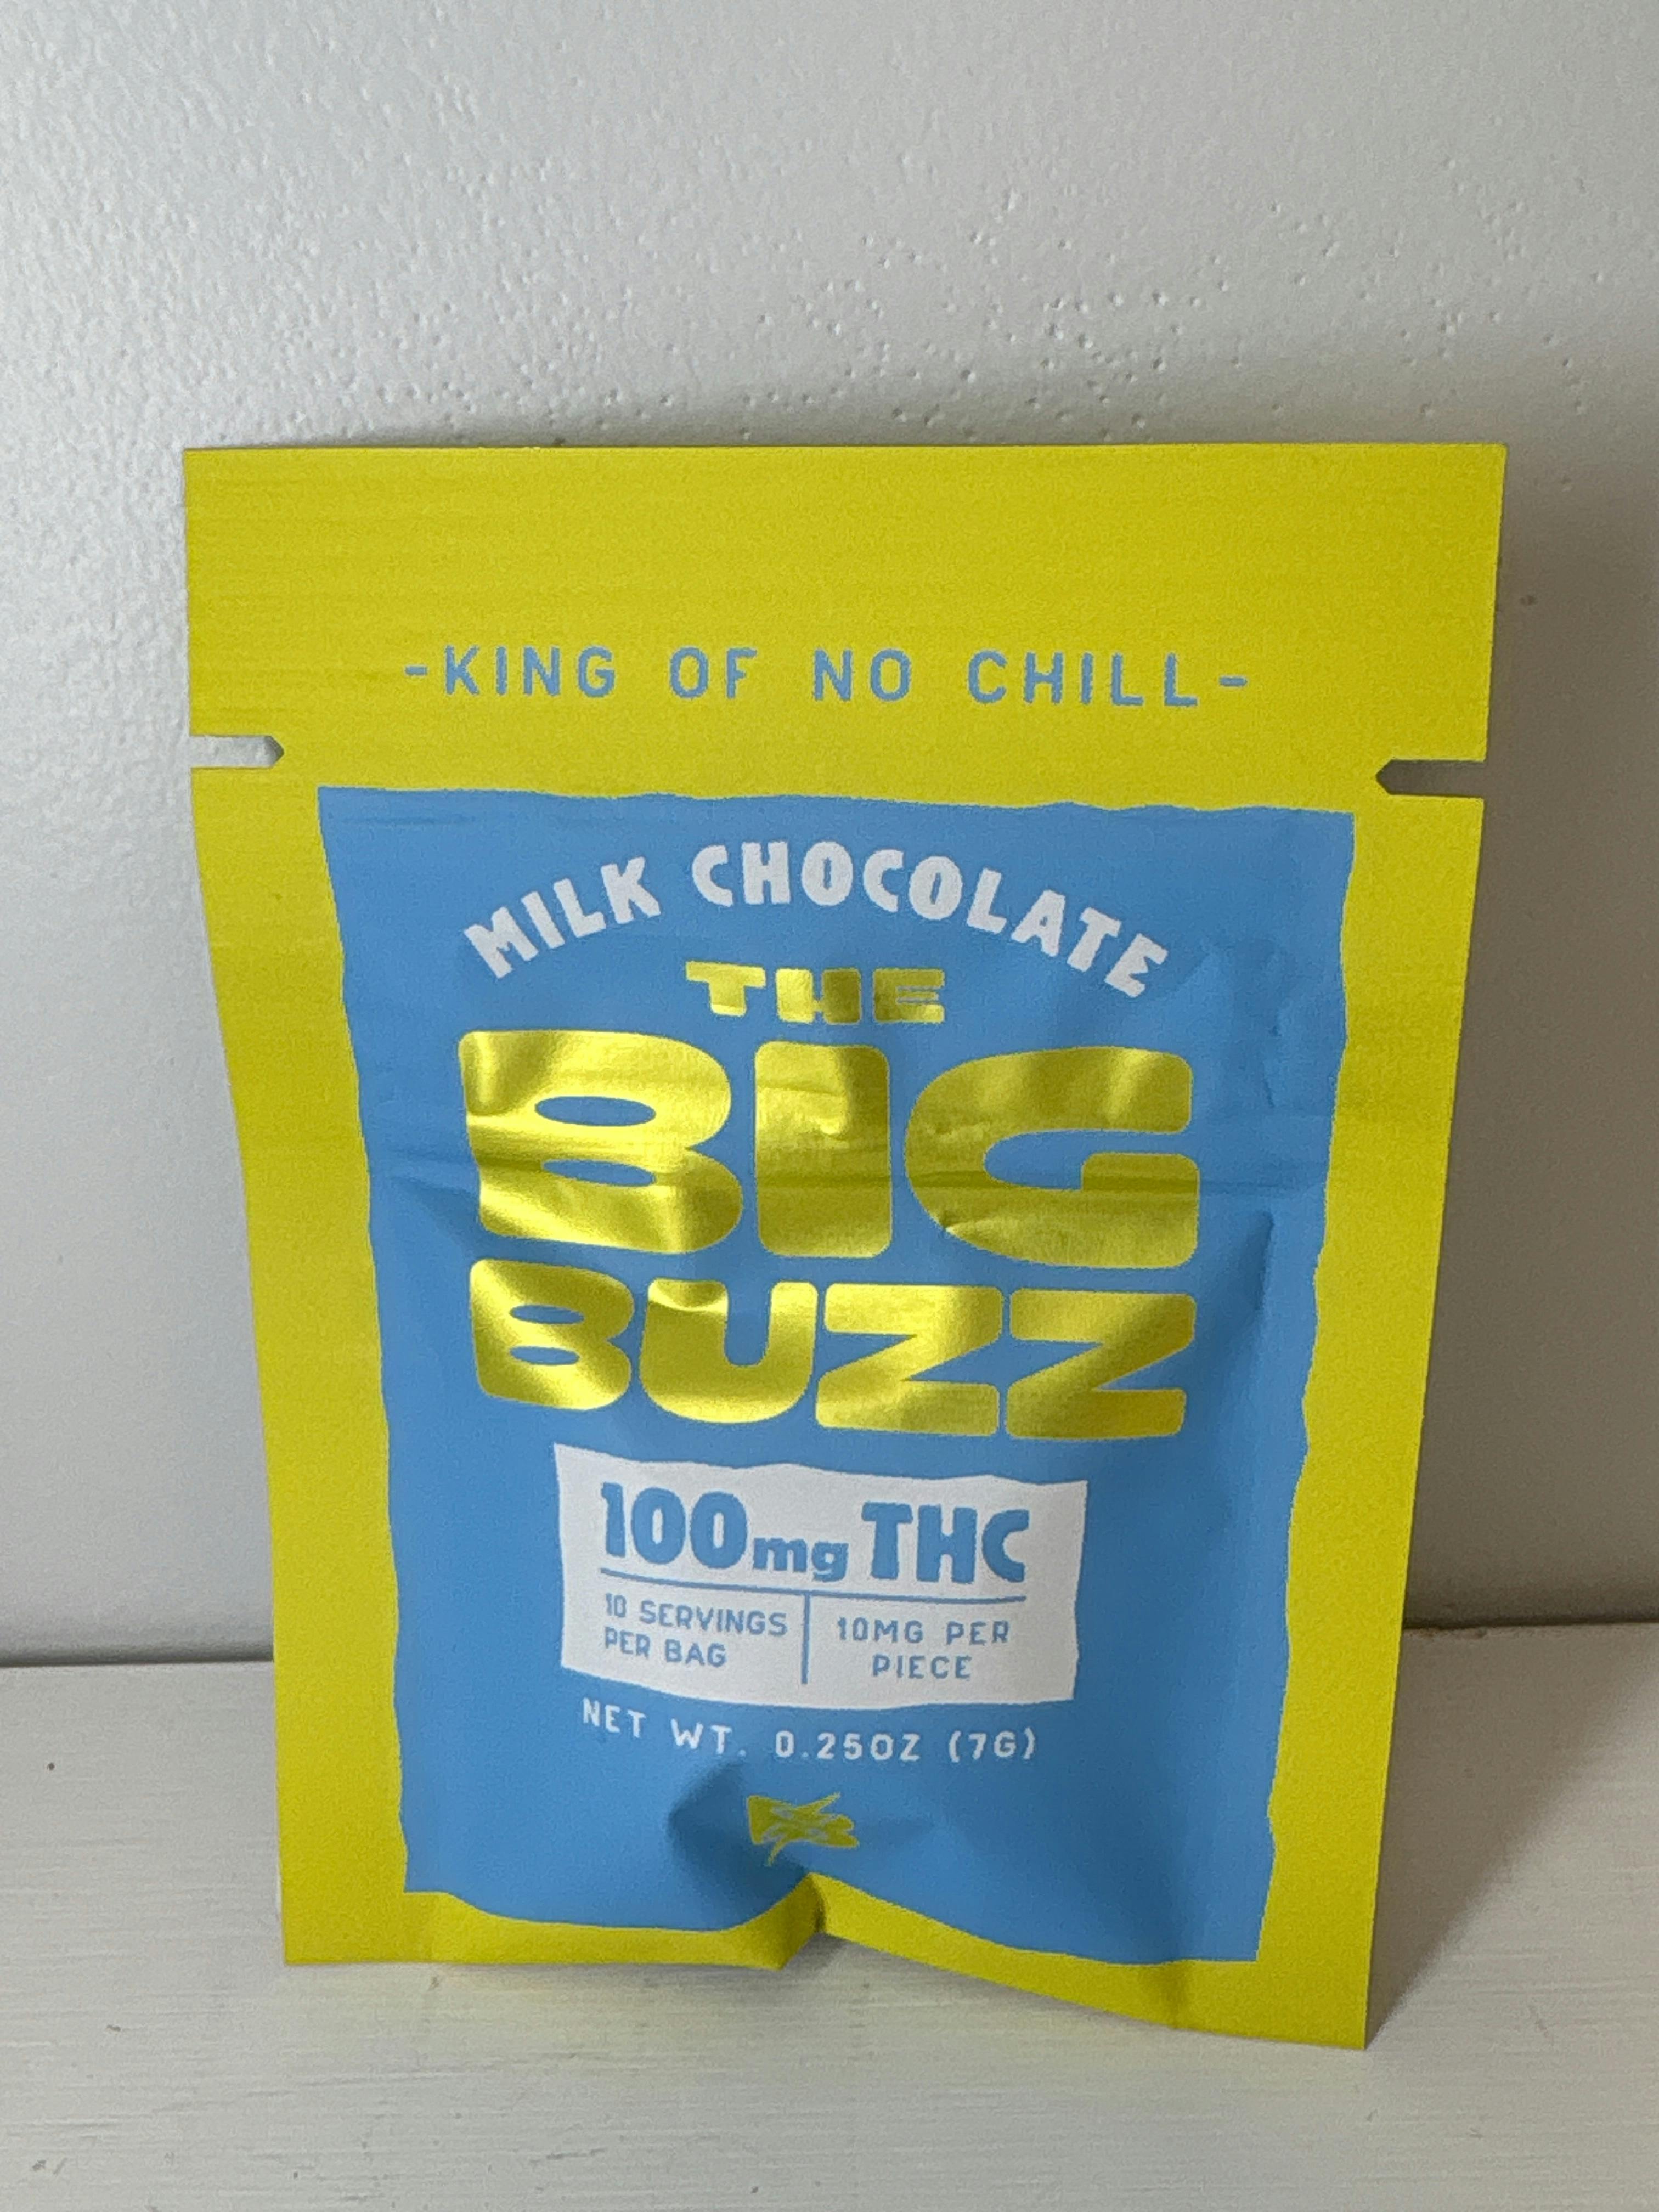 -KING OF NO CHILL-
MILK CHOCOLATE
THE
BIG
BUZZ
100mg THC
10 SERVINGS
PER BAG
10MG PER
PIECE
NET WT. 0.25OZ (7G)